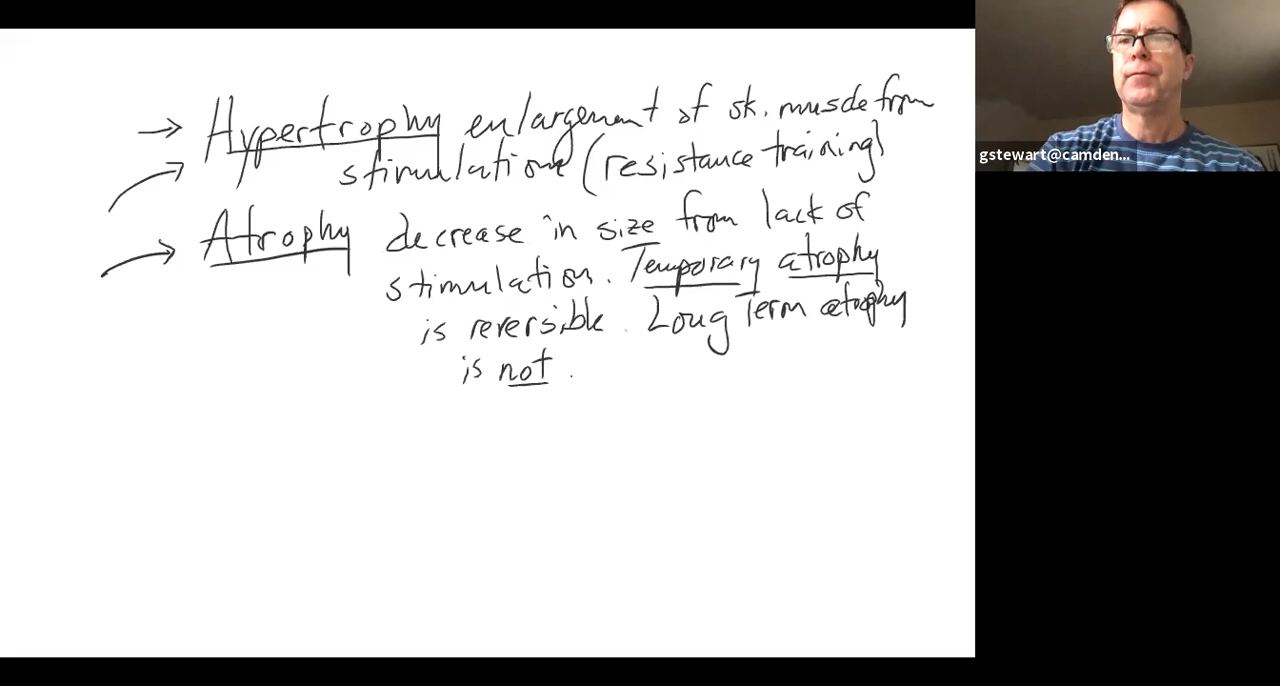 → Hypertrophy enlargement of sk. muscle from
stimulation (resistance training)
→ Atrophy decrease in size from lack of
stimulation. Temporary atrophy
is reversible. Long Term atrophy
is not.
gstewart@camden...